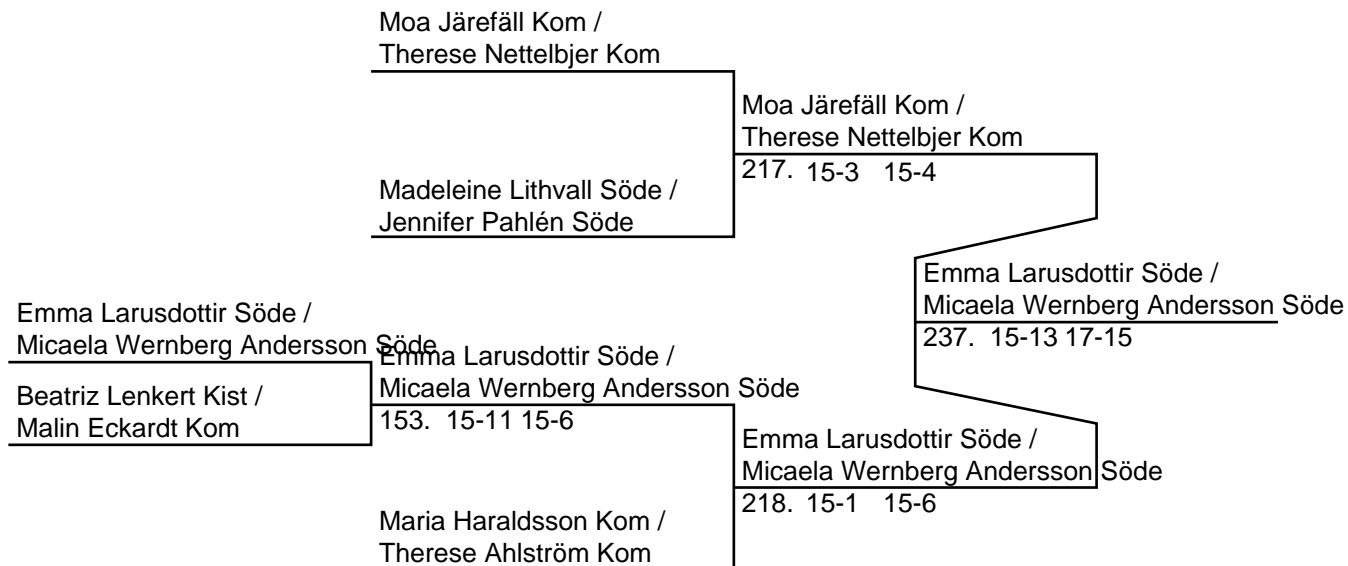 Moa Järefäll Kom /
Therese Nettelbjer Kom
Moa Järefäll Kom /
Therese Nettelbjer Kom
217. 15-3 15-4
Madeleine Lithvall Söde /
Jennifer Pahlén Söde
Emma Larusdottir Söde /
Micaela Wernberg Andersson Söde
237. 15-13 17-15
Emma Larusdottir Söde /
Micaela Wernberg Andersson Söde
Emma Larusdottir Söde /
Micaela Wernberg Andersson Söde
153. 15-11 15-6
Beatriz Lenkert Kist /
Malin Eckardt Kom
Emma Larusdottir Söde /
Micaela Wernberg Andersson Söde
218. 15-1 15-6
Maria Haraldsson Kom /
Therese Ahlström Kom